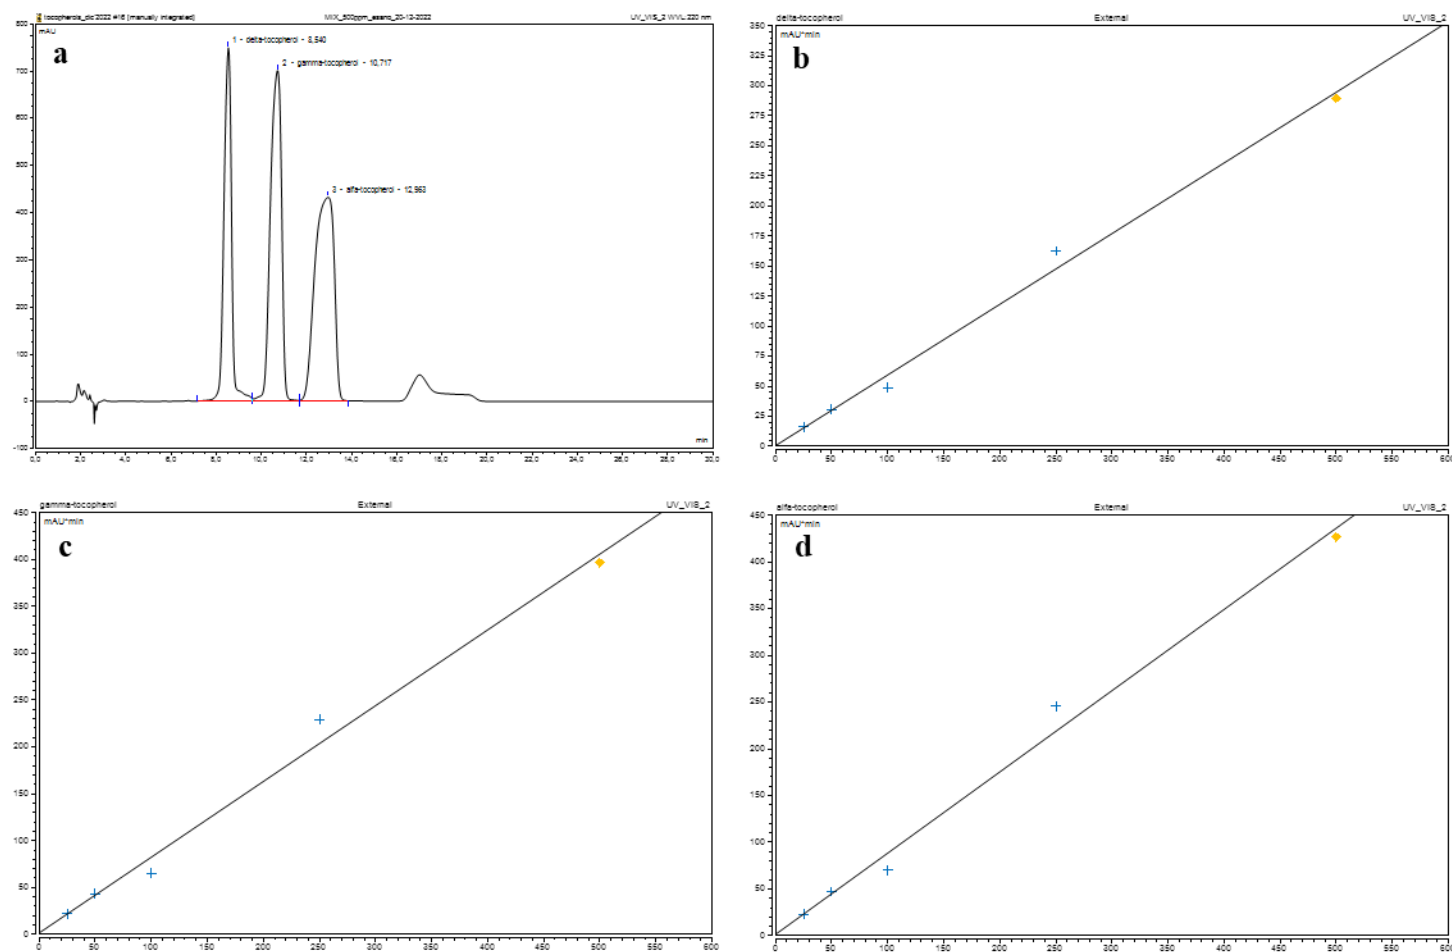 tocopherols_dic2022 #16 [manually integrated] MIX_500ppm_esano_20-12-2022 UV_VIS_2 WVL:220 nm
mAU
a
1 - delta-tocopherol - 8,540
2 - gamma-tocopherol - 10,717
3 - alfa-tocopherol - 12,963
800
700
600
500
400
300
200
100
0
-100
min
0,0 2,0 4,0 6,0 8,0 10,0 12,0 14,0 16,0 18,0 20,0 22,0 24,0 26,0 28,0 30,0
delta-tocopherol External UV_VIS_2
mAU*min
b
350
325
300
275
250
225
200
175
150
125
100
75
50
25
0
0 50 100 150 200 250 300 350 400 450 500 550 600
gamma-tocopherol External UV_VIS_2
mAU*min
c
450
400
350
300
250
200
150
100
50
0
0 50 100 150 200 250 300 350 400 450 500 550 600
alfa-tocopherol External UV_VIS_2
mAU*min
d
450
400
350
300
250
200
150
100
50
0
0 50 100 150 200 250 300 350 400 450 500 550 600